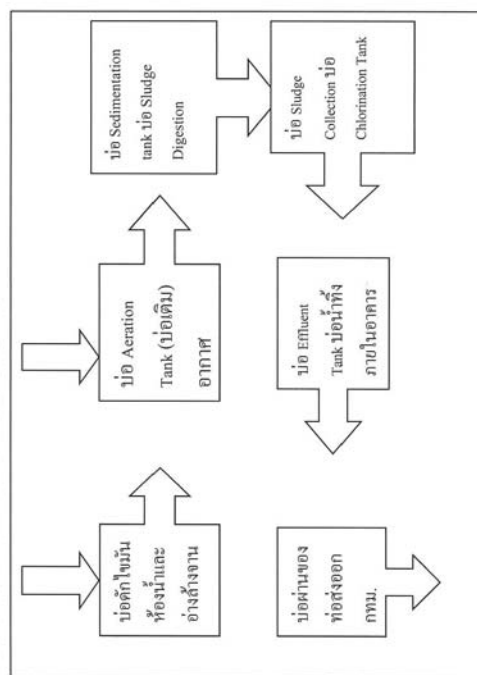 บ่อดักไขมัน
ห้องน้ำและ
อ่างล้างจาน
บ่อ Aeration
Tank (บ่อเติม)
อากาศ
บ่อ Sedimentation
tank บ่อ Sludge
Digestion
บ่อ Sludge
Collection บ่อ
Chlorination Tank
บ่อ Effluent
Tank บ่อน้ำทิ้ง
ภายในอาคาร
บ่อผ่านของ
ท่อส่งออก
กทม.